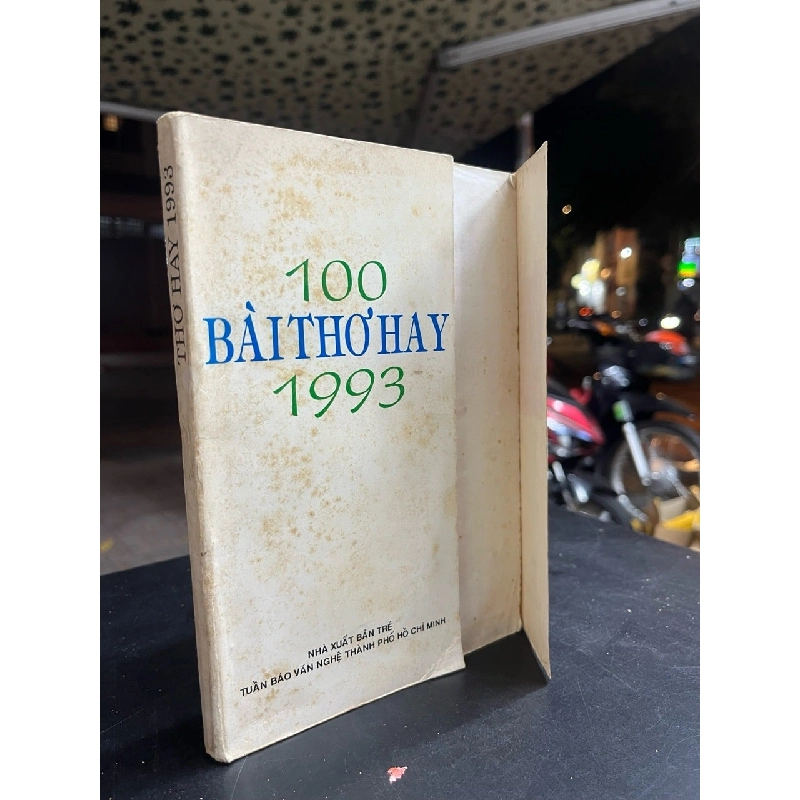 THƠ HAY 1993
100
BÀI THƠ HAY
1993
NHÀ XUẤT BẢN TRẺ
TUẦN BÁO VĂN NGHỆ THÀNH PHỐ HỒ CHÍ MINH